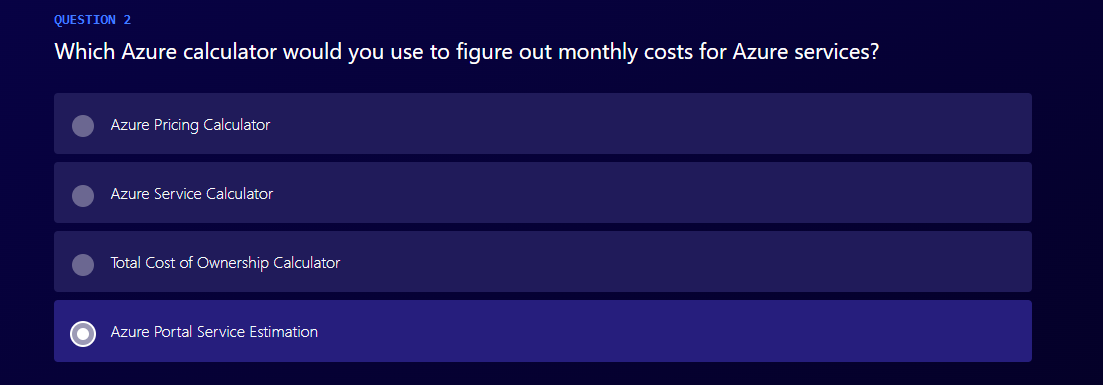 QUESTION 2
Which Azure calculator would you use to figure out monthly costs for Azure services?
Azure Pricing Calculator
Azure Service Calculator
Total Cost of Ownership Calculator
Azure Portal Service Estimation